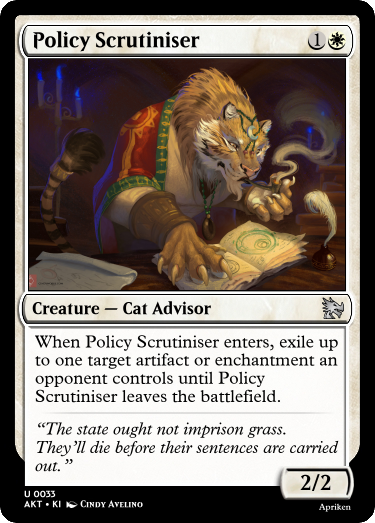 Policy Scrutiniser
1
Creature — Cat Advisor
When Policy Scrutiniser enters, exile up
to one target artifact or enchantment an
opponent controls until Policy
Scrutiniser leaves the battlefield.
“The state ought not imprison grass.
They'll die before their sentences are carried
out.”
2/2
U 0033
AKT • KI Cindy Avelino
Apriken